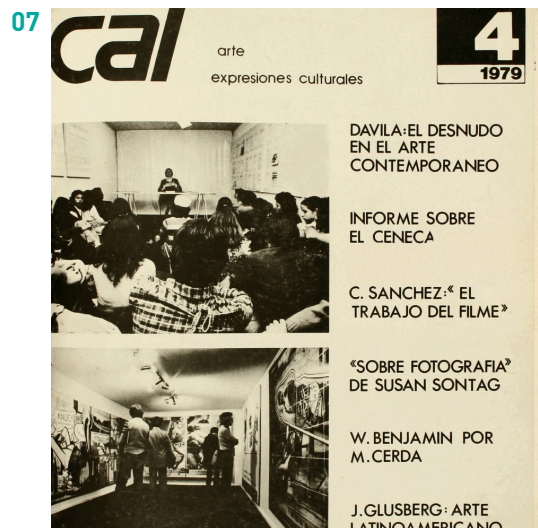 07
cal
arte
expresiones culturales
4
1979
DAVILA:EL DESNUDO
EN EL ARTE
CONTEMPORANEO
INFORME SOBRE
EL CENECA
C. SANCHEZ:« EL
TRABAJO DEL FILME»
«SOBRE FOTOGRAFIA»
DE SUSAN SONTAG
W. BENJAMIN POR
M.CERDA
J.GLUSBERG: ARTE
LATINOAMERICANO